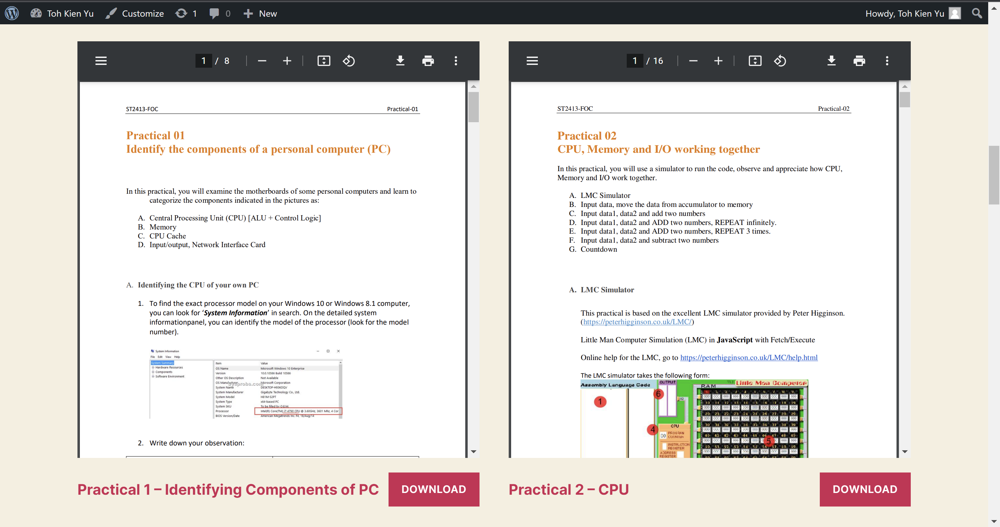 Toh Kien Yu Customize 1 0 New Howdy, Toh Kien Yu
1 / 8
ST2413-FOC Practical-01
Practical 01
Identify the components of a personal computer (PC)
In this practical, you will examine the motherboards of some personal computers and learn to
categorize the components indicated in the pictures as:
A. Central Processing Unit (CPU) [ALU + Control Logic]
B. Memory
C. CPU Cache
D. Input/output, Network Interface Card
A. Identifying the CPU of your own PC
1. To find the exact processor model on your Windows 10 or Windows 8.1 computer,
you can look for ‘System Information’ in search. On the detailed system
informationpanel, you can identify the model of the processor (look for the model
number).
System Information
File Edit View Help
System Summary
Hardware Resources
Components
Software Environment
Item Value
OS Name Microsoft Windows 10 Enterprise
Version 10.0.10586 Build 10586
Other OS Description Not Available
OS Manufacturer Microsoft Corporation
sysprobs.com
System Name DESKTOP-H93KOQV
System Manufacturer Gigabyte Technology Co., Ltd.
System Model H81M-S2PT
System Type x64-based PC
System SKU To be filled by O.E.M.
Processor Intel(R) Core(TM) i7-4790 CPU @ 3.60GHz, 3601 Mhz, 4 Cor
BIOS Version/Date American Megatrends Inc. F4, 18/Aug/14
2. Write down your observation:
Practical 1 – Identifying Components of PC
DOWNLOAD
1 / 16
ST2413-FOC Practical-02
Practical 02
CPU, Memory and I/O working together
In this practical, you will use a simulator to run the code, observe and appreciate how CPU,
Memory and I/O work together.
A. LMC Simulator
B. Input data, move the data from accumulator to memory
C. Input data1, data2 and add two numbers
D. Input data1, data2 and ADD two numbers, REPEAT infinitely.
E. Input data1, data2 and ADD two numbers, REPEAT 3 times.
F. Input data1, data2 and subtract two numbers
G. Countdown
A. LMC Simulator
This practical is based on the excellent LMC simulator provided by Peter Higginson.
(https://peterhigginson.co.uk/LMC/)
Little Man Computer Simulation (LMC) in JavaScript with Fetch/Execute
Online help for the LMC, go to https://peterhigginson.co.uk/LMC/help.html
The LMC simulator takes the following form:
Assembly Language Code
OUTPUT
Little Man Computer
RAM
1
6
02
4
CPU
PROGRAM
00 COUNTER
INSTRUCTION
REGISTER
ADDRESS
REGISTER
5
Practical 2 – CPU
DOWNLOAD